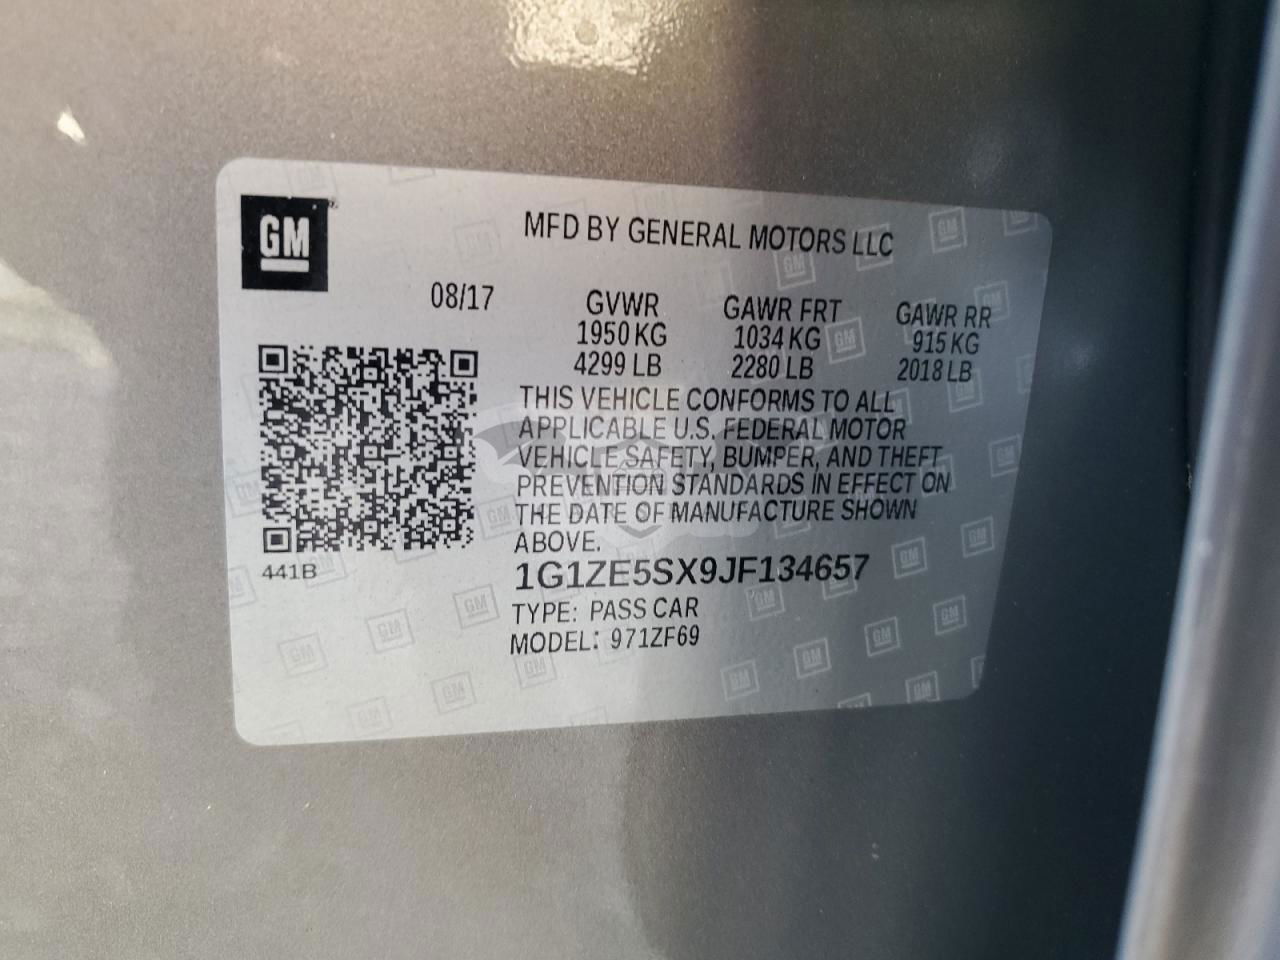 GM
MFD BY GENERAL MOTORS LLC
08/17
GVWR GAWR FRT GAWR RR
1950 KG 1034 KG 915 KG
4299 LB 2280 LB 2018 LB
THIS VEHICLE CONFORMS TO ALL
APPLICABLE U.S. FEDERAL MOTOR
VEHICLE SAFETY, BUMPER, AND THEFT
PREVENTION STANDARDS IN EFFECT ON
THE DATE OF MANUFACTURE SHOWN
ABOVE.
441B
1G1ZE5SX9JF134657
TYPE: PASS CAR
MODEL: 971ZF69